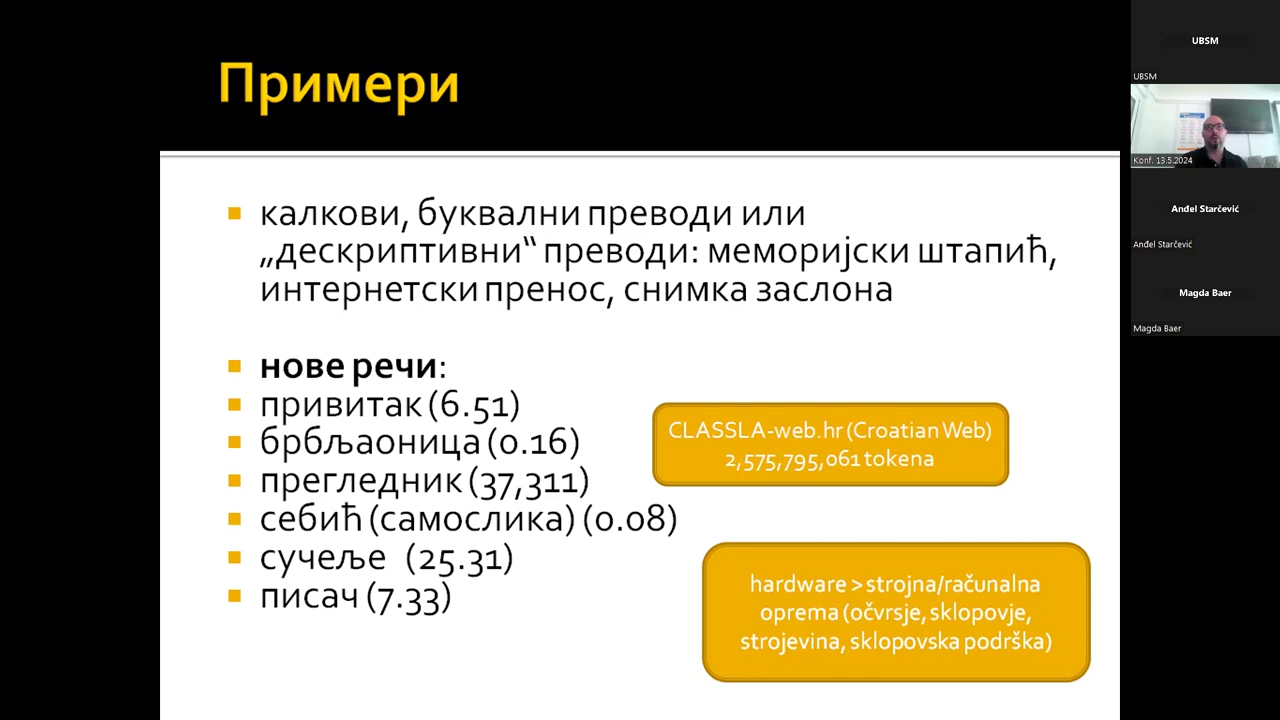 Примери
калкови, буквални преводи или
„дескриптивни“ преводи: меморијски штапић,
интернетски пренос, снимка заслона
нове речи:
привитак (6.51)
брбљаоница (0.16)
прегледник (37,311)
себић (самослика) (0.08)
сучеље (25.31)
писач (7.33)
CLASSLA-web.hr (Croatian Web)
2,575,795,061 tokena
hardware > strojna/računalna
oprema (očvrsje, sklopovje,
strojevina, sklopovska podrška)
UBSM
UBSM
Konf. 13.5.2024
Anđel Starčević
Anđel Starčević
Magda Baer
Magda Baer